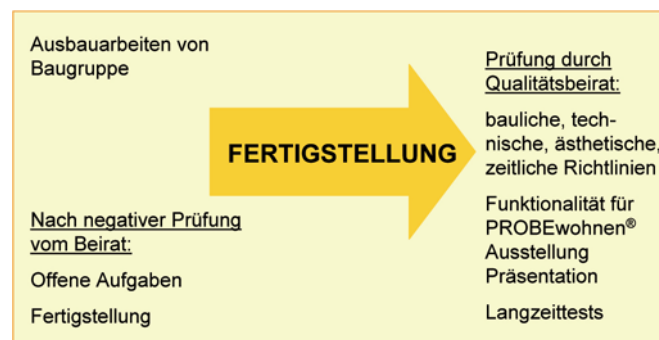 Ausbauarbeiten von
Baugruppe
Nach negativer Prüfung
vom Beirat:
Offene Aufgaben
Fertigstellung
FERTIGSTELLUNG
Prüfung durch
Qualitätsbeirat:
bauliche, tech-
nische, ästhetische,
zeitliche Richtlinien
Funktionalität für
PROBEwohnen®
Ausstellung
Präsentation
Langzeittests